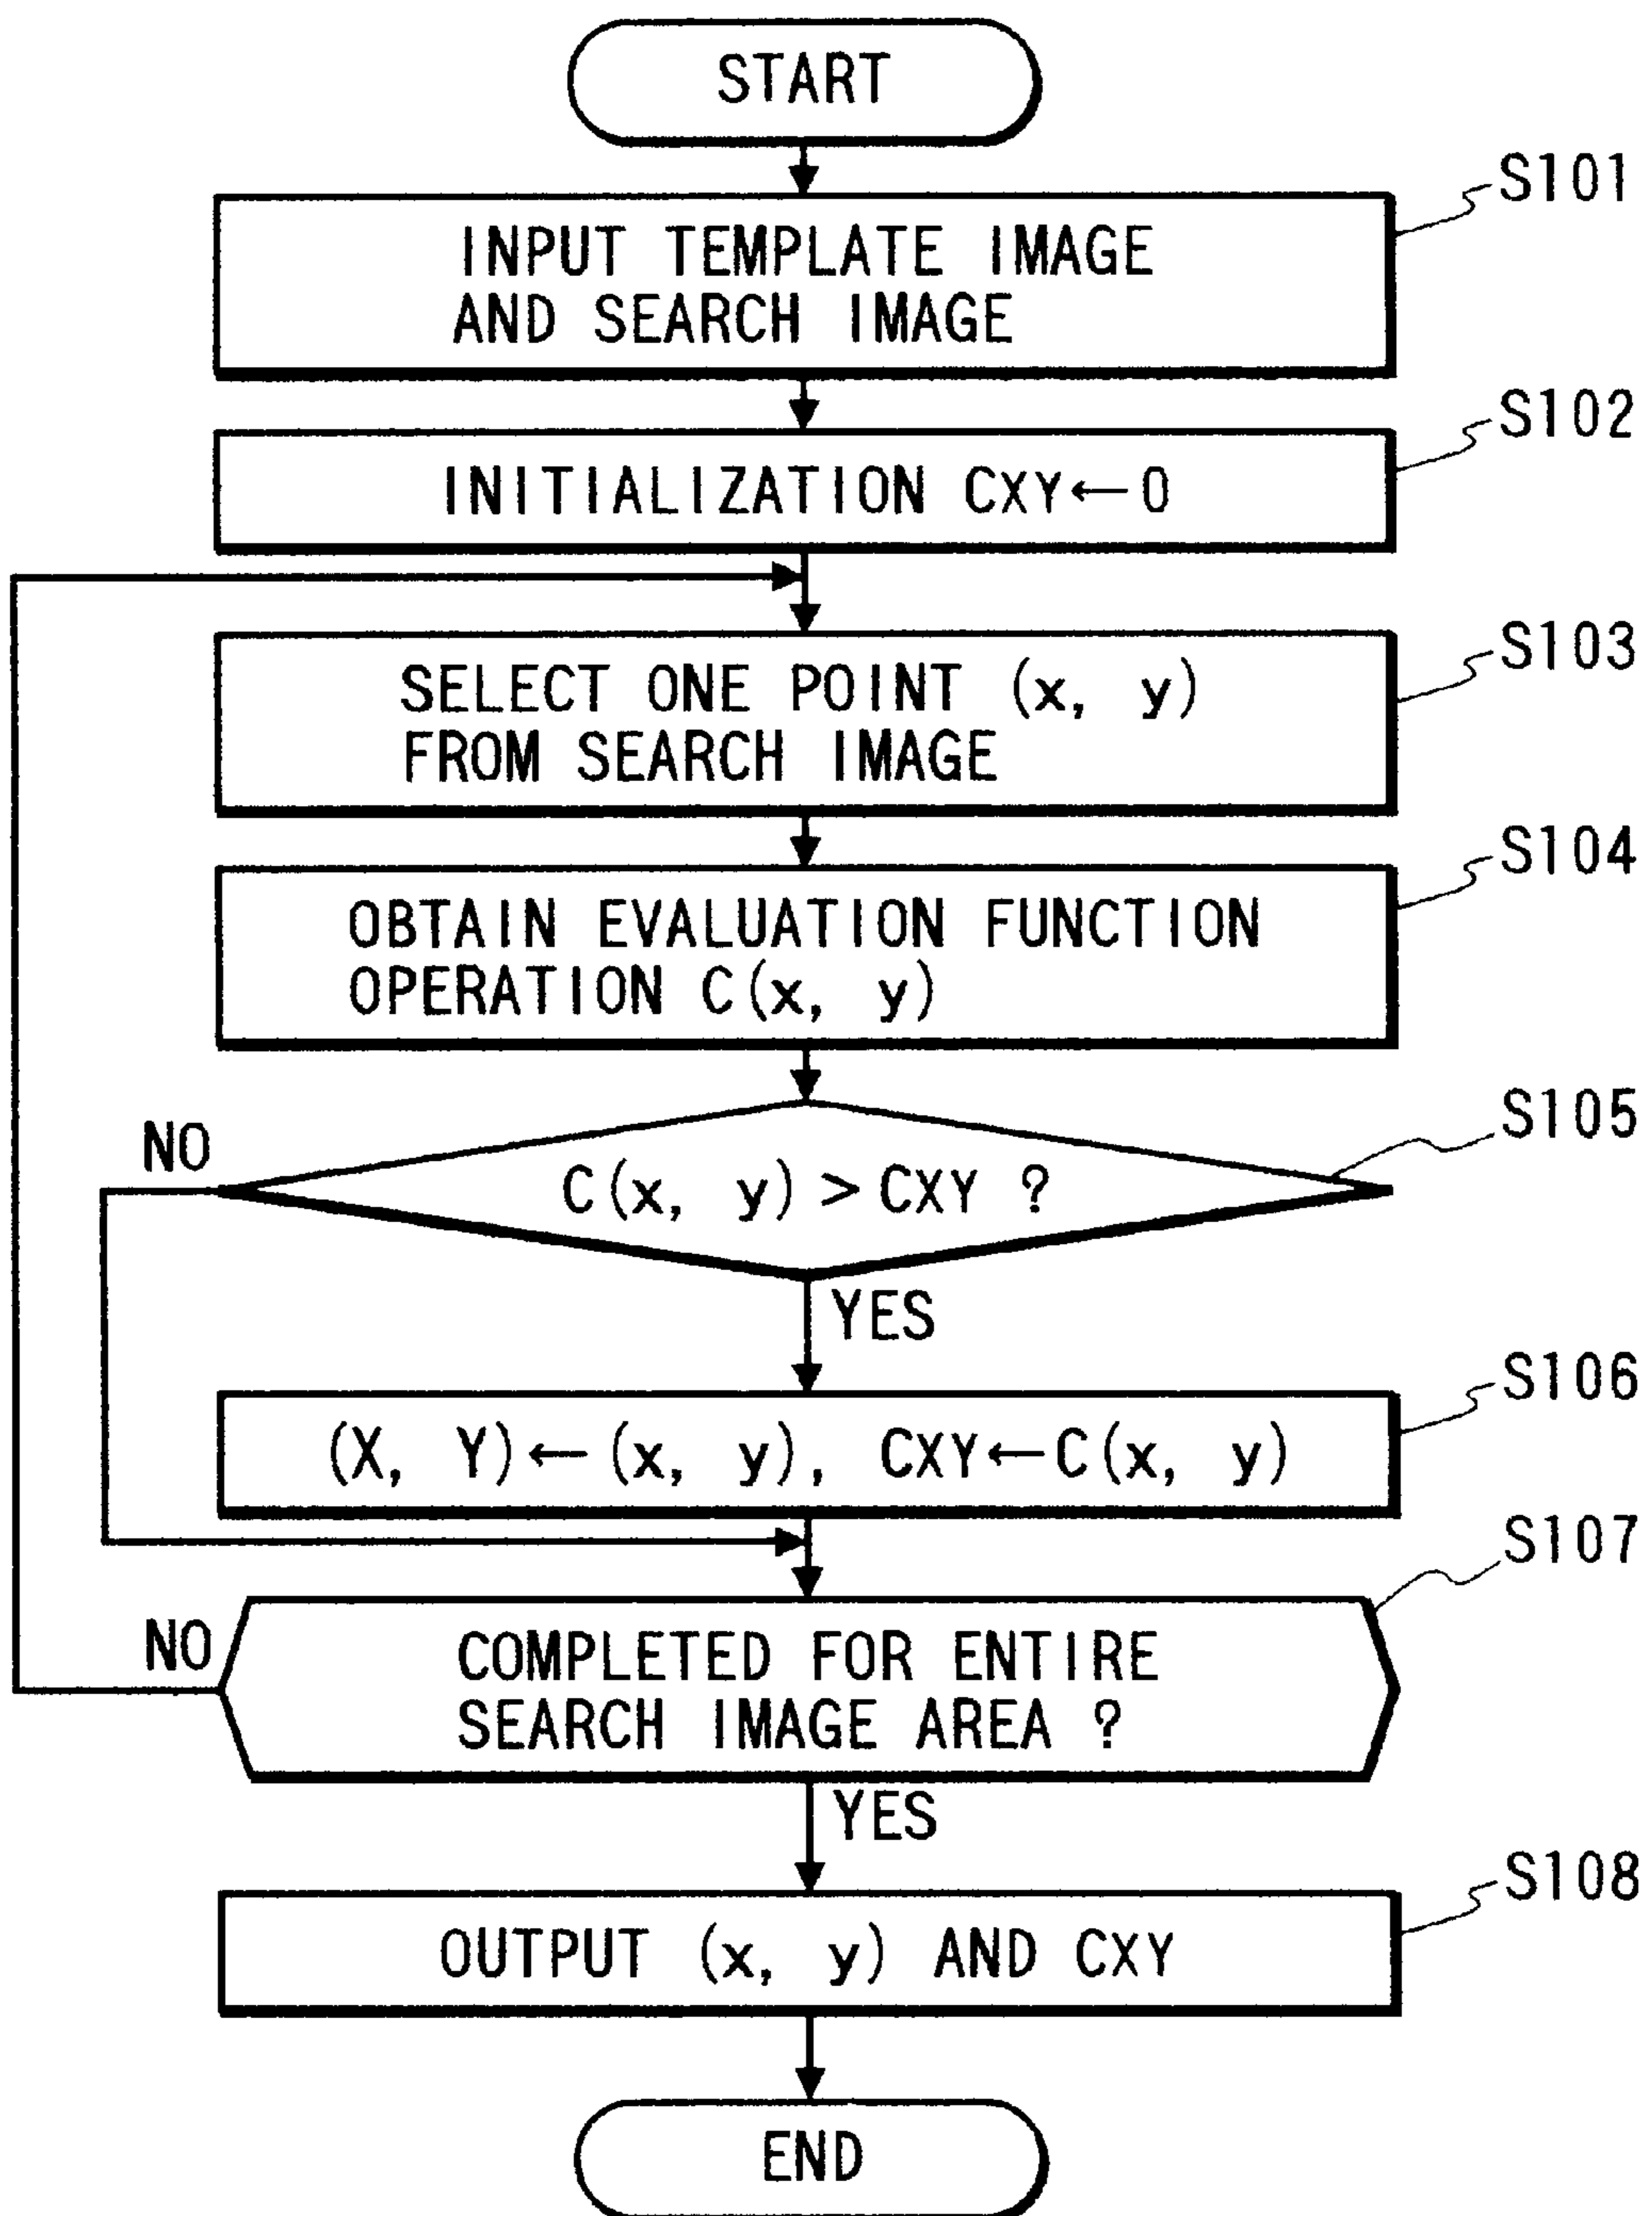 START
S101
INPUT TEMPLATE IMAGE
AND SEARCH IMAGE
S102
INITIALIZATION CXY←0
S103
SELECT ONE POINT (x, y)
FROM SEARCH IMAGE
S104
OBTAIN EVALUATION FUNCTION
OPERATION C(x, y)
S105
NO
C(x, y) > CXY ?
YES
S106
(X, Y)←(x, y), CXY←C(x, y)
S107
NO
COMPLETED FOR ENTIRE
SEARCH IMAGE AREA ?
YES
S108
OUTPUT (x, y) AND CXY
END